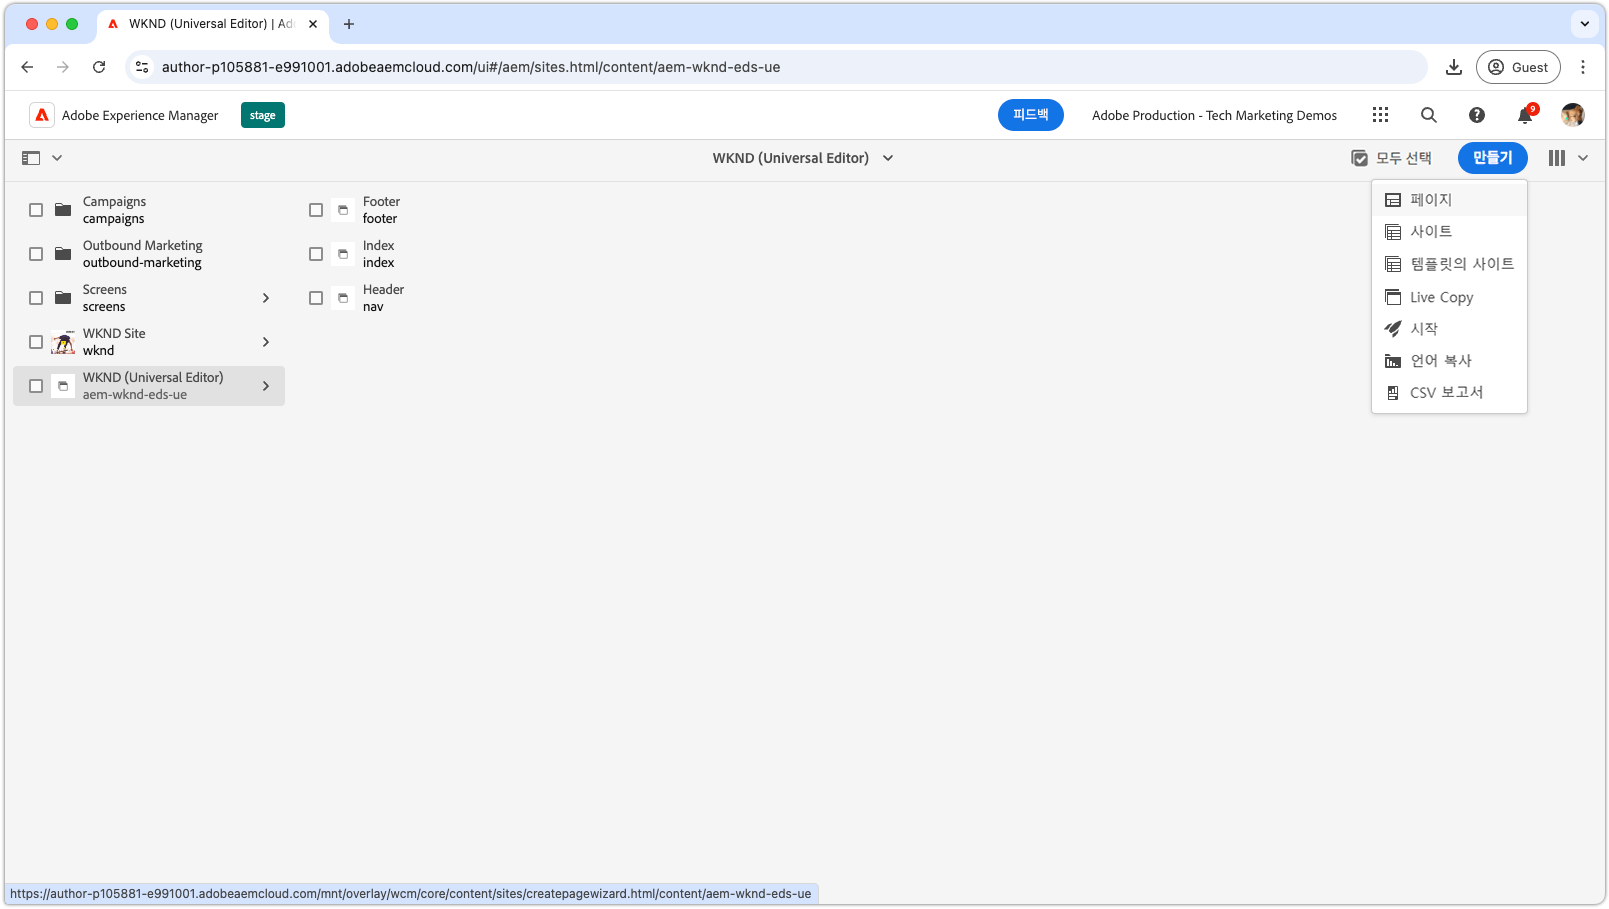 WKND (Universal Editor) | Ad
author-p105881-e991001.adobeaemcloud.com/ui#/aem/sites.html/content/aem-wknd-eds-ue
Guest
Adobe Experience Manager
stage
피드백
Adobe Production - Tech Marketing Demos
9
WKND (Universal Editor)
모두 선택
만들기
Campaigns
campaigns
Outbound Marketing
outbound-marketing
Screens
screens
WKND Site
wknd
WKND (Universal Editor)
aem-wknd-eds-ue
Footer
footer
Index
index
Header
nav
페이지
사이트
템플릿의 사이트
Live Copy
시작
언어 복사
CSV 보고서
https://author-p105881-e991001.adobeaemcloud.com/mnt/overlay/wcm/core/content/sites/createpagewizard.html/content/aem-wknd-eds-ue